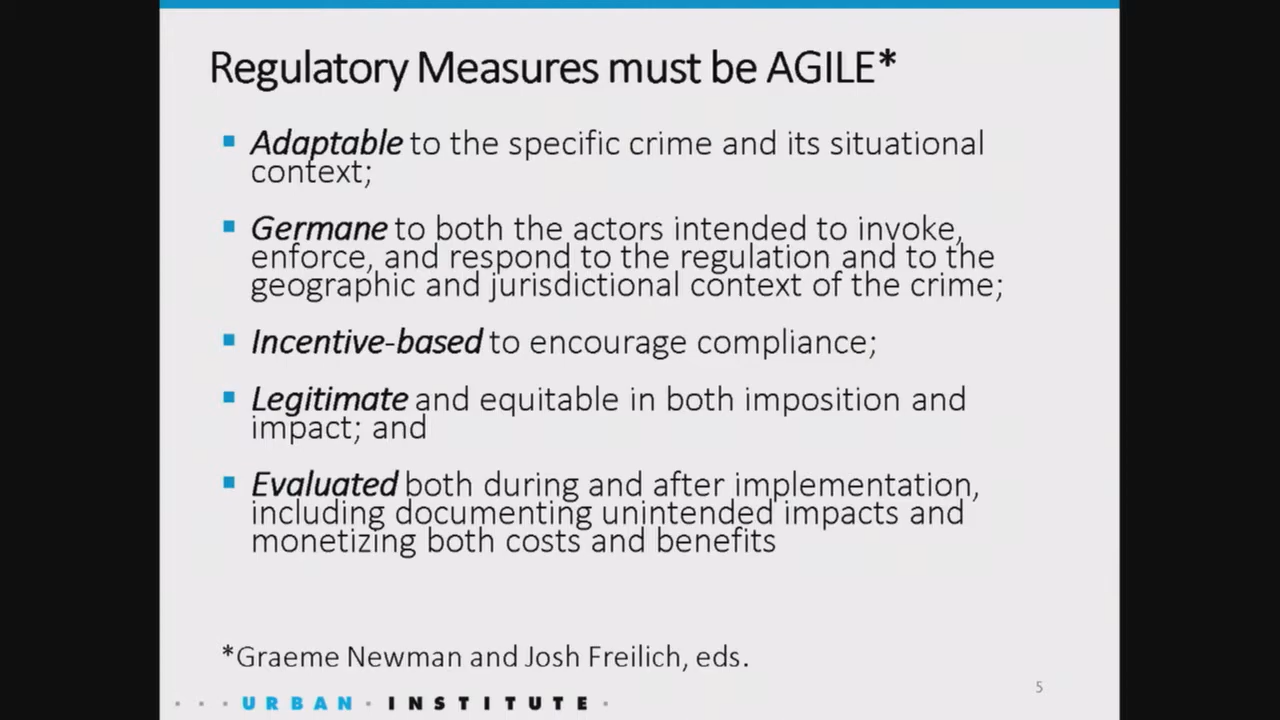 Regulatory Measures must be AGILE*
▪ Adaptable to the specific crime and its situational
context;
▪ Germane to both the actors intended to invoke,
enforce, and respond to the regulation and to the
geographic and jurisdictional context of the crime;
▪ Incentive-based to encourage compliance;
▪ Legitimate and equitable in both imposition and
impact; and
▪ Evaluated both during and after implementation,
including documenting unintended impacts and
monetizing both costs and benefits
*Graeme Newman and Josh Freilich, eds.
5
· · · URBAN · INSTITUTE ·